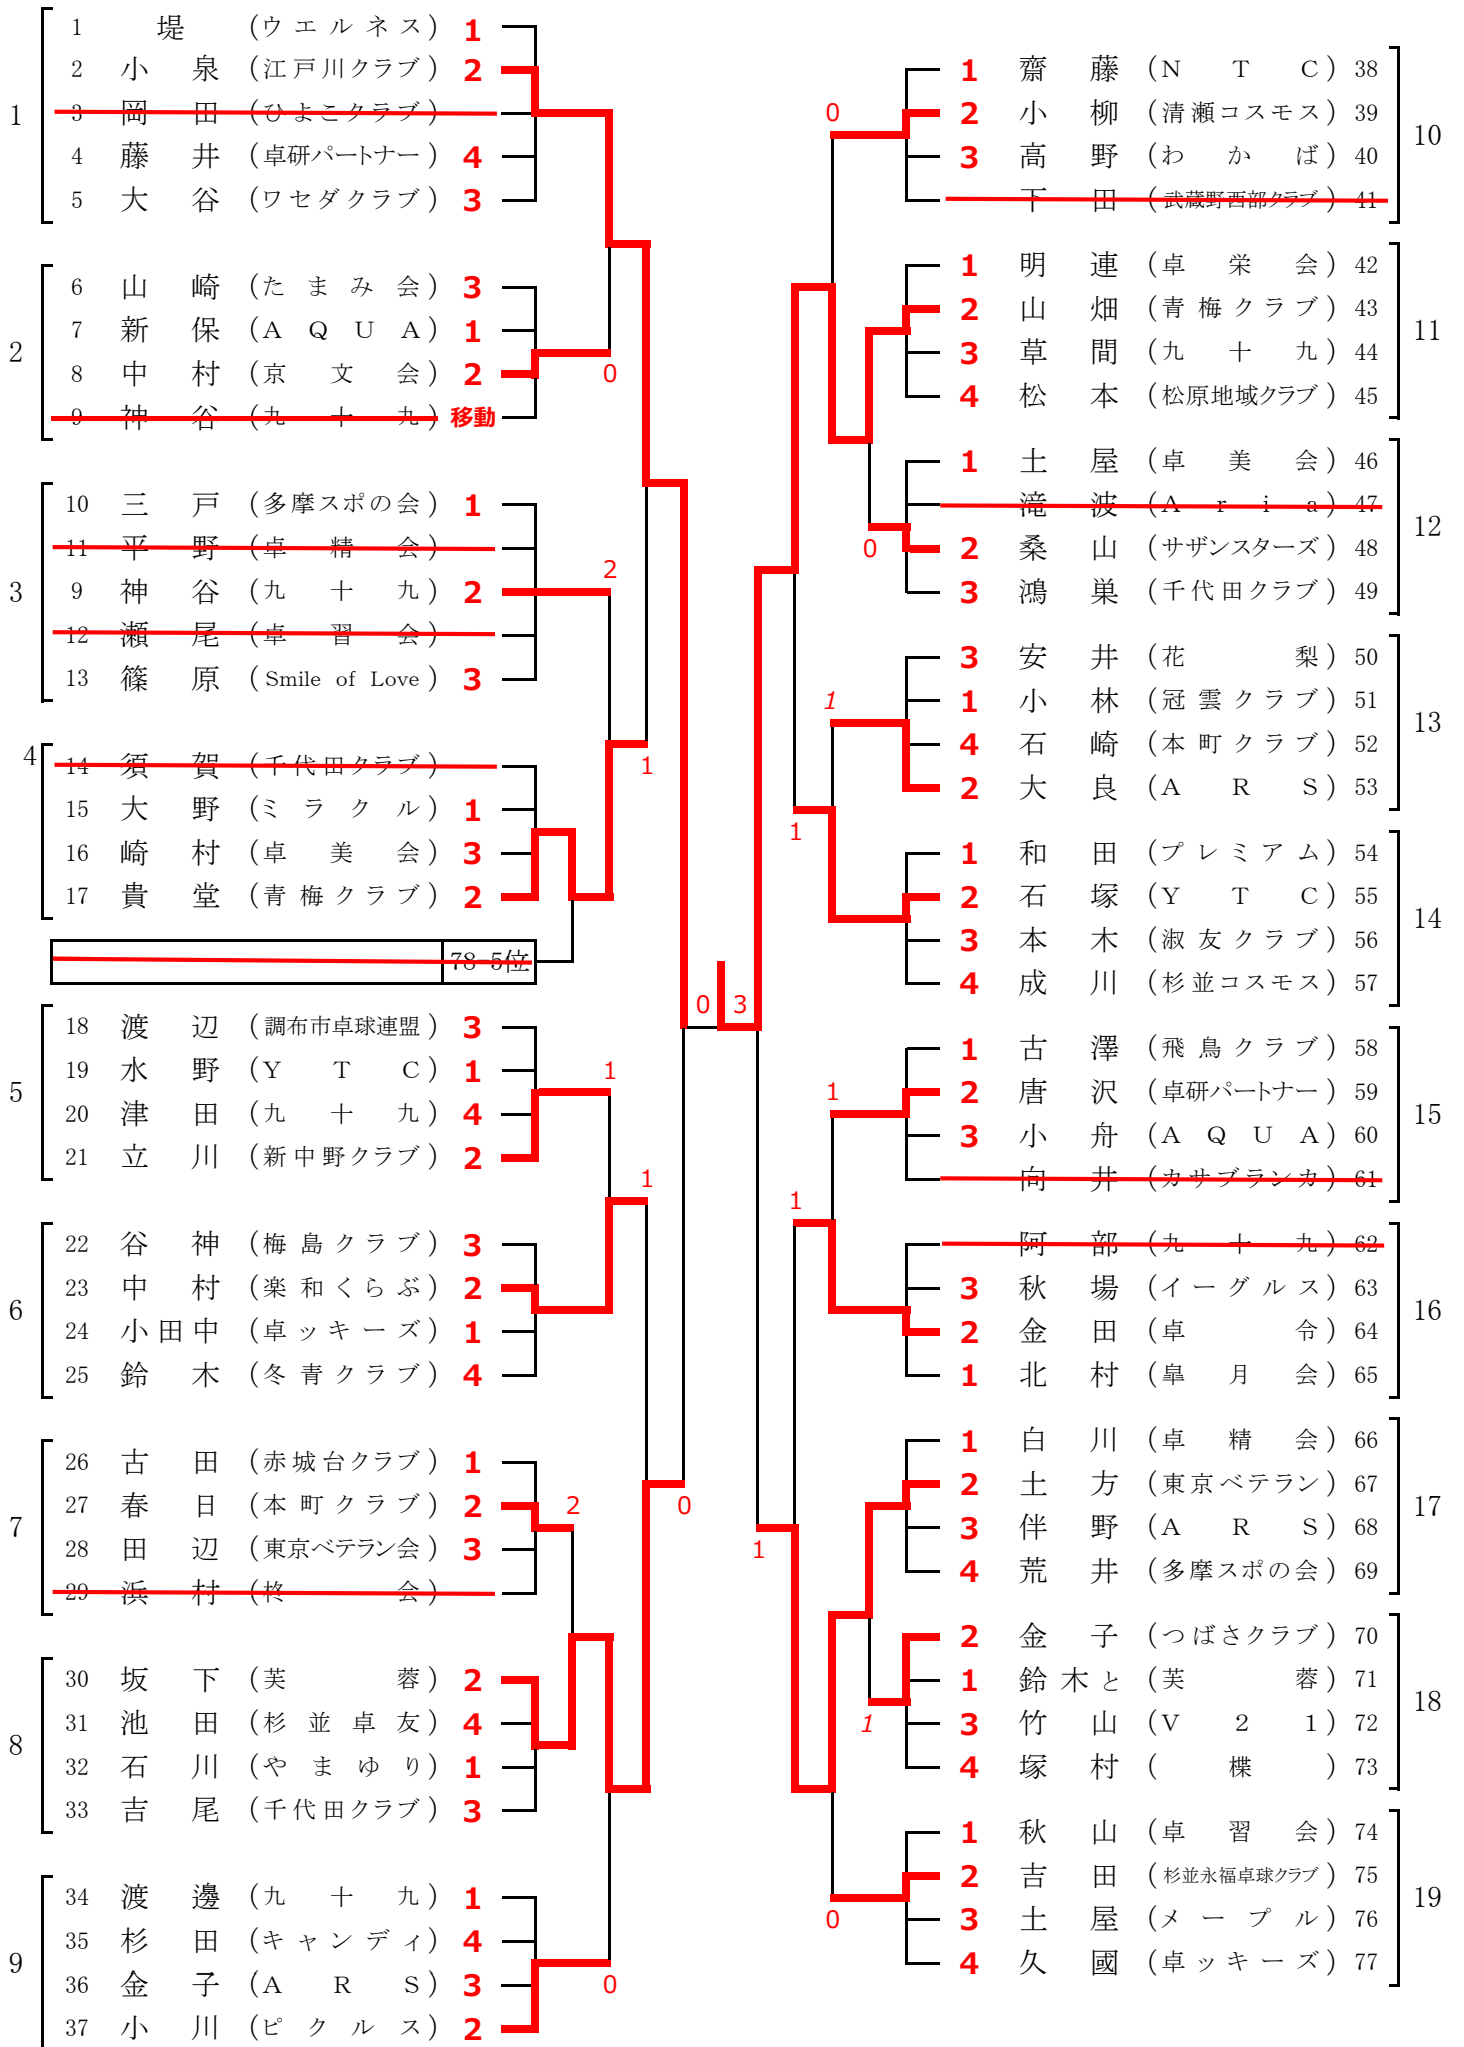 1 堤 (ウエルネス) 1
2 小泉 (江戸川クラブ) 2
1
3 岡田 (ひよこクラブ)
4 藤井 (卓研パートナー) 4
5 大谷 (ワセダクラブ) 3
6 山崎 (たまみ会) 3
7 新保 (AQUA) 1
2
8 中村 (京文会) 2
0
9 神谷 (九十九) 移動
10 三戸 (多摩スポの会) 1
11 平野 (卓精会)
2
3
9 神谷 (九十九) 2
12 瀬尾 (卓習会)
13 篠原 (Smile of Love) 3
4
14 須賀 (千代田クラブ)
1
15 大野 (ミラクル) 1
16 崎村 (卓美会) 3
17 貴堂 (青梅クラブ) 2
78-5位
0 3
18 渡辺 (調布市卓球連盟) 3
19 水野 (YTC) 1
1
5
20 津田 (九十九) 4
21 立川 (新中野クラブ) 2
1
22 谷神 (梅島クラブ) 3
23 中村 (楽和くらぶ) 2
6
24 小田中 (卓ッキーズ) 1
25 鈴木 (冬青クラブ) 4
26 古田 (赤城台クラブ) 1
27 春日 (本町クラブ) 2
2
0
7
28 田辺 (東京ベテラン会) 3
29 浜村 (柊会)
30 坂下 (芙蓉) 2
31 池田 (杉並卓友) 4
8
32 石川 (やまゆり) 1
33 吉尾 (千代田クラブ) 3
34 渡邊 (九十九) 1
35 杉田 (キャンディ) 4
9
36 金子 (ARS) 3
0
37 小川 (ピクルス) 2
1 齋藤 (NTC) 38
0
2 小柳 (清瀬コスモス) 39
10
3 高野 (わかば) 40
下田 (武蔵野西部クラブ) 41
1 明連 (卓栄会) 42
2 山畑 (青梅クラブ) 43
11
3 草間 (九十九) 44
4 松本 (松原地域クラブ) 45
1 土屋 (卓美会) 46
滝波 (Aria) 47
12
0
2 桑山 (サザンスターズ) 48
3 鴻巣 (千代田クラブ) 49
3 安井 (花梨) 50
1
1 小林 (冠雲クラブ) 51
13
4 石崎 (本町クラブ) 52
2 大良 (ARS) 53
1
1 和田 (プレミアム) 54
2 石塚 (YTC) 55
14
3 本木 (淑友クラブ) 56
4 成川 (杉並コスモス) 57
1 古澤 (飛鳥クラブ) 58
1
2 唐沢 (卓研パートナー) 59
15
3 小舟 (AQUA) 60
向井 (カサブランカ) 61
1
阿部 (九十九) 62
3 秋場 (イーグルス) 63
16
2 金田 (卓令) 64
1 北村 (皐月会) 65
1 白川 (卓精会) 66
2 土方 (東京ベテラン) 67
17
3 伴野 (ARS) 68
1
4 荒井 (多摩スポの会) 69
2 金子 (つばさクラブ) 70
1 鈴木と (芙蓉) 71
18
1
3 竹山 (V21) 72
4 塚村 (楪) 73
1 秋山 (卓習会) 74
2 吉田 (杉並永福卓球クラブ) 75
19
0
3 土屋 (メープル) 76
4 久國 (卓ッキーズ) 77